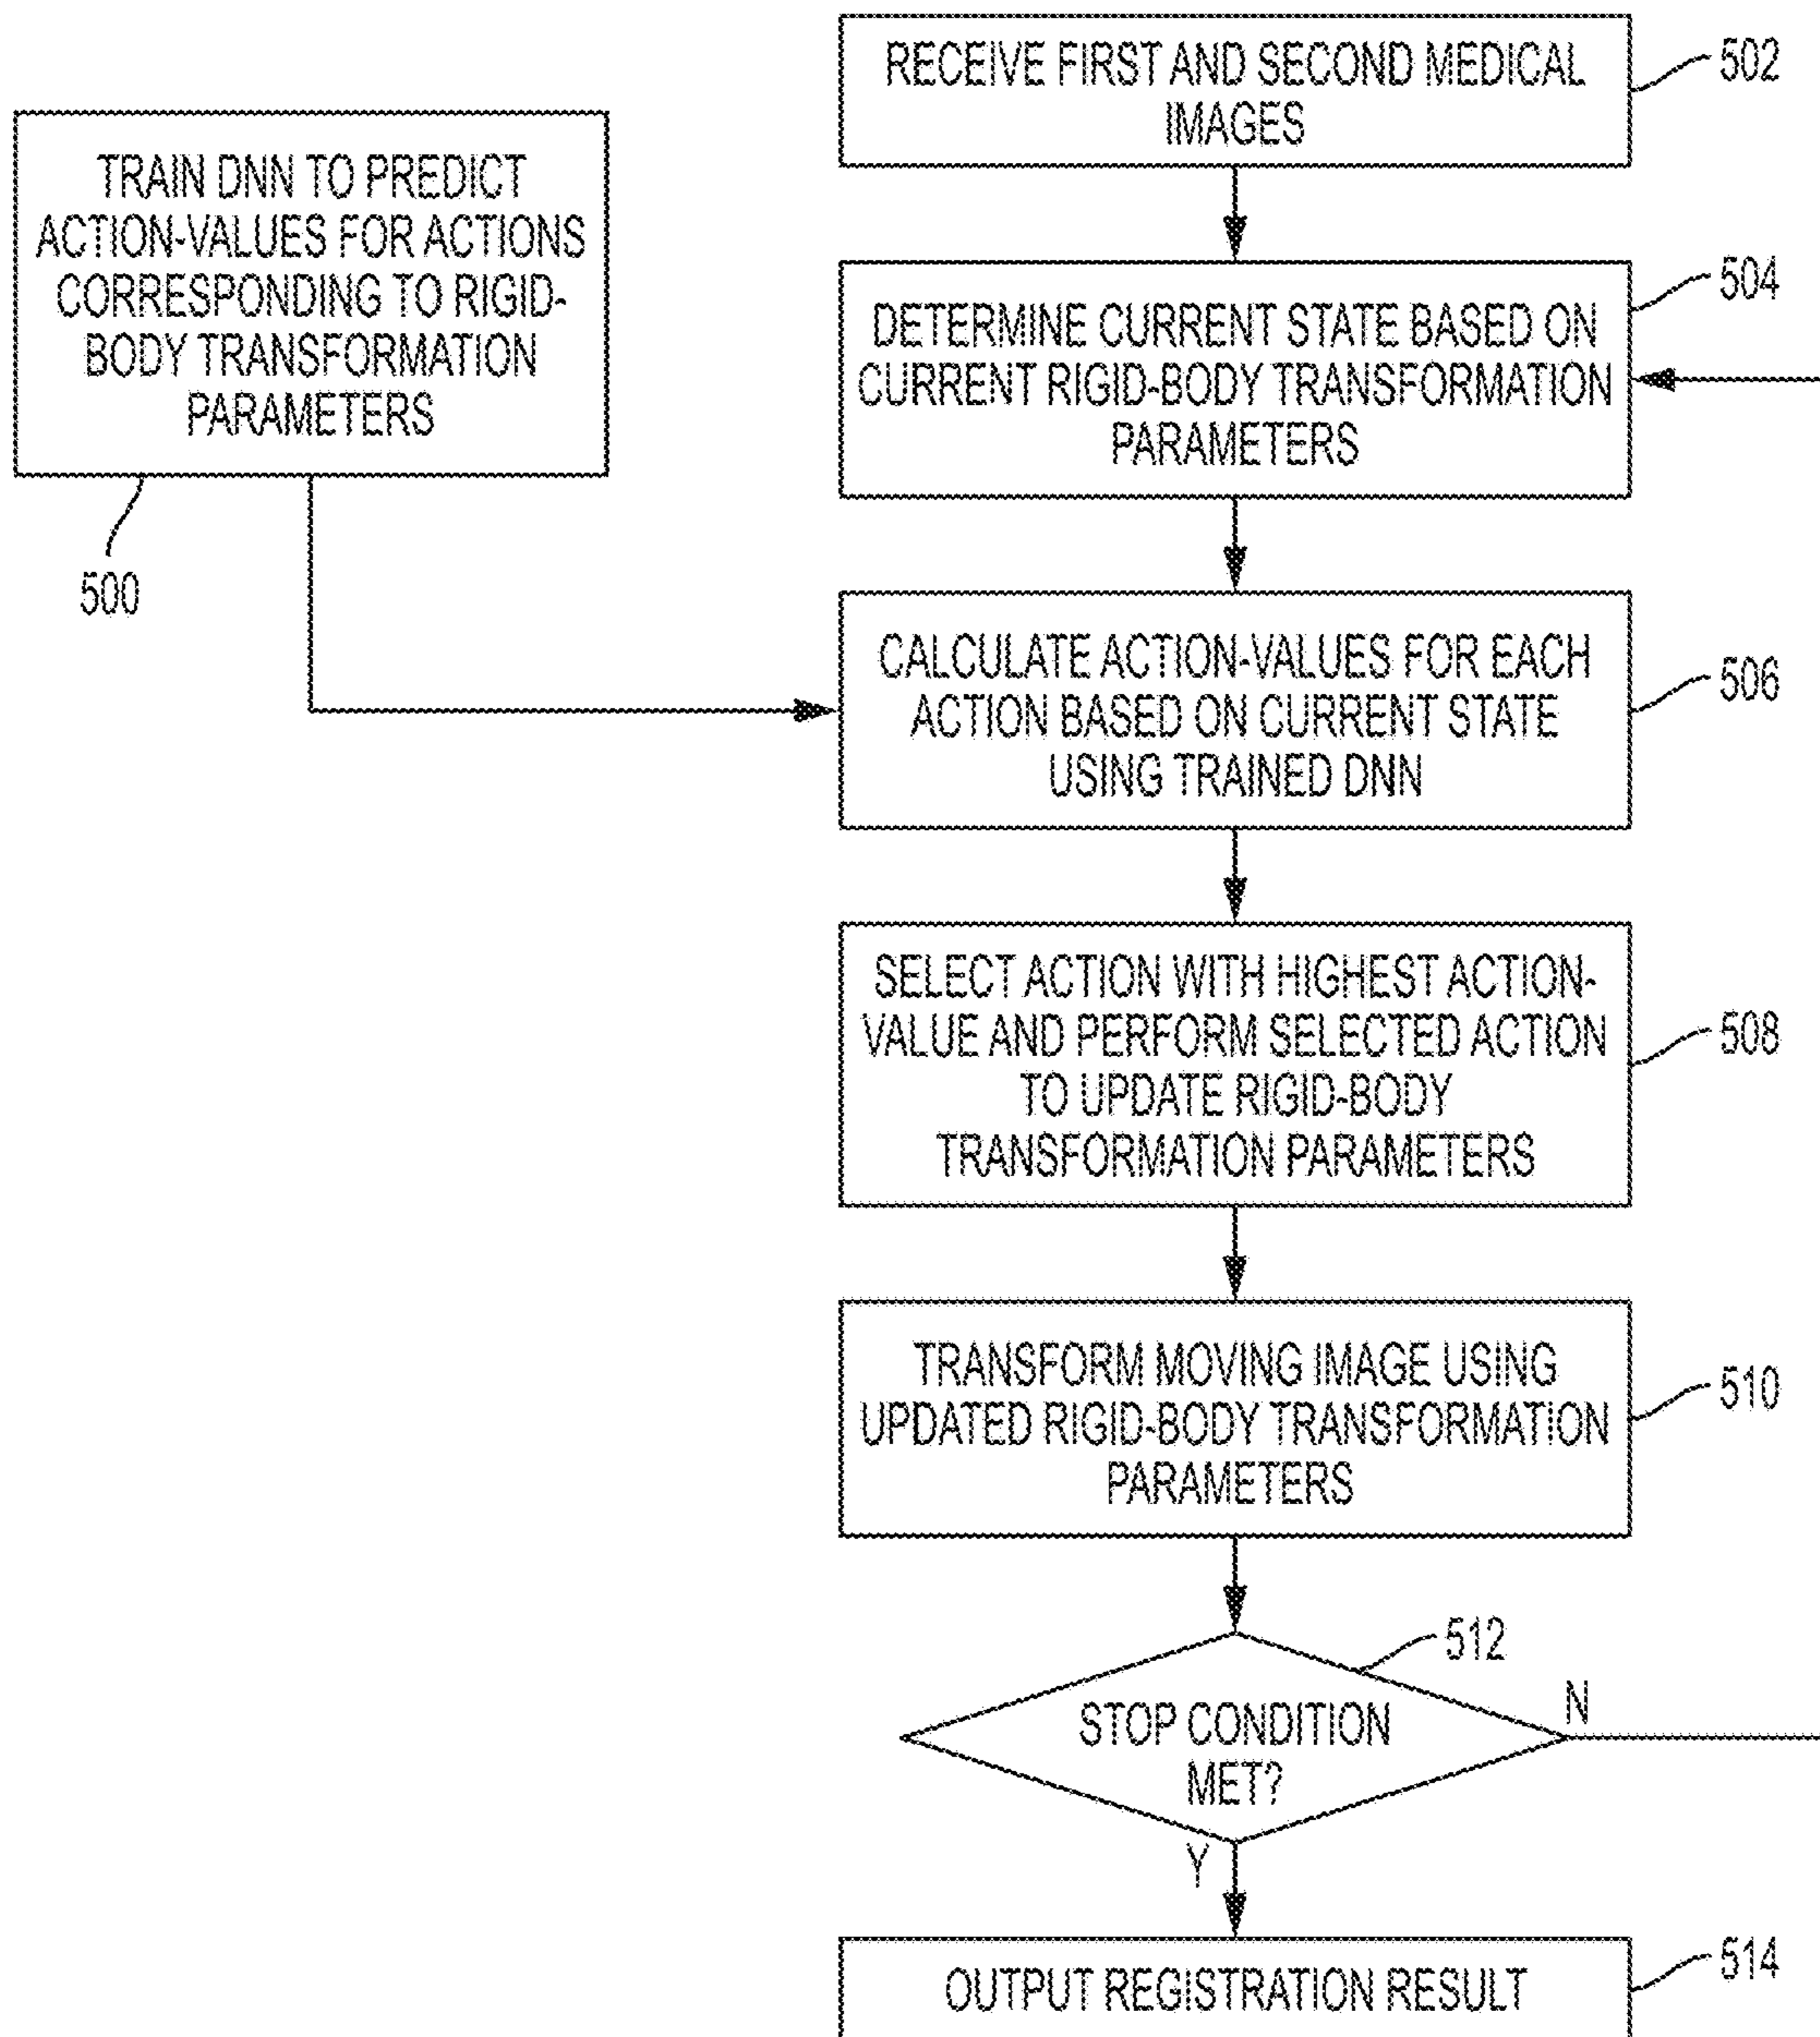 RECEIVE FIRST AND SECOND MEDICAL
IMAGES
502
TRAIN DNN TO PREDICT
ACTION-VALUES FOR ACTIONS
CORRESPONDING TO RIGID-
BODY TRANSFORMATION
PARAMETERS
500
DETERMINE CURRENT STATE BASED ON
CURRENT RIGID-BODY TRANSFORMATION
PARAMETERS
504
CALCULATE ACTION-VALUES FOR EACH
ACTION BASED ON CURRENT STATE
USING TRAINED DNN
506
SELECT ACTION WITH HIGHEST ACTION-
VALUE AND PERFORM SELECTED ACTION
TO UPDATE RIGID-BODY
TRANSFORMATION PARAMETERS
508
TRANSFORM MOVING IMAGE USING
UPDATED RIGID-BODY TRANSFORMATION
PARAMETERS
510
512
STOP CONDITION
MET?
N
Y
OUTPUT REGISTRATION RESULT
514